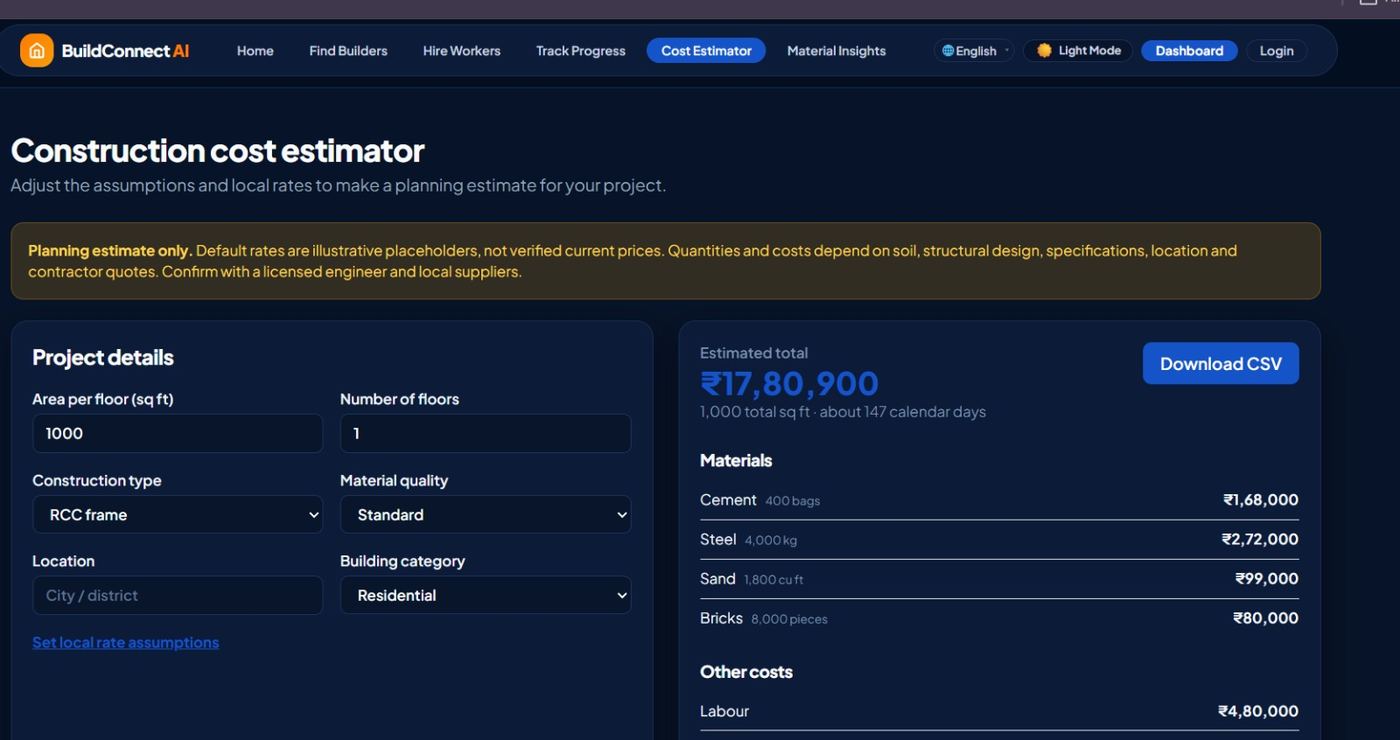 BuildConnect AI
Home
Find Builders
Hire Workers
Track Progress
Cost Estimator
Material Insights
English
Light Mode
Dashboard
Login
Construction cost estimator
Adjust the assumptions and local rates to make a planning estimate for your project.
Planning estimate only. Default rates are illustrative placeholders, not verified current prices. Quantities and costs depend on soil, structural design, specifications, location and
contractor quotes. Confirm with a licensed engineer and local suppliers.
Project details
Area per floor (sq ft)
1000
Number of floors
1
Construction type
RCC frame
Material quality
Standard
Location
City / district
Building category
Residential
Set local rate assumptions
Estimated total
₹17,80,900
1,000 total sq ft · about 147 calendar days
Download CSV
Materials
Cement 400 bags ₹1,68,000
Steel 4,000 kg ₹2,72,000
Sand 1,800 cu ft ₹99,000
Bricks 8,000 pieces ₹80,000
Other costs
Labour ₹4,80,000